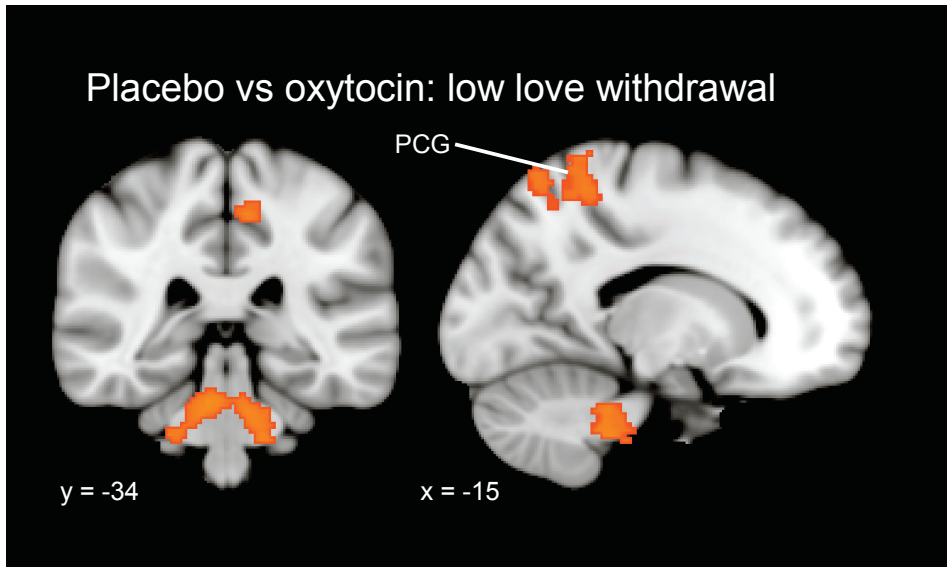 Placebo vs oxytocin: low love withdrawal
PCG
y = -34
x = -15